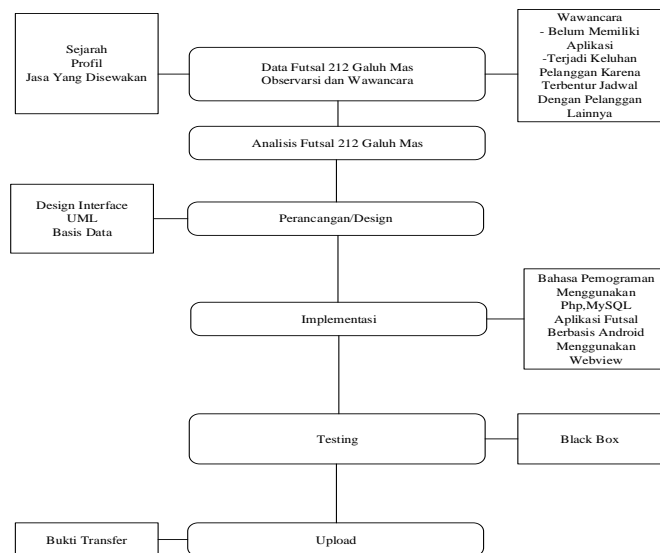 Sejarah
Profil
Jasa Yang Disewakan
Data Futsal 212 Galuh Mas
Observarsi dan Wawancara
Wawancara
- Belum Memiliki
Aplikasi
-Terjadi Keluhan
Pelanggan Karena
Terbentur Jadwal
Dengan Pelanggan
Lainnya
Analisis Futsal 212 Galuh Mas
Design Interface
UML
Basis Data
Perancangan/Design
Implementasi
Bahasa Pemograman
Menggunakan
Php,MySQL
Aplikasi Futsal
Berbasis Android
Menggunakan
Webview
Testing
Black Box
Bukti Transfer
Upload